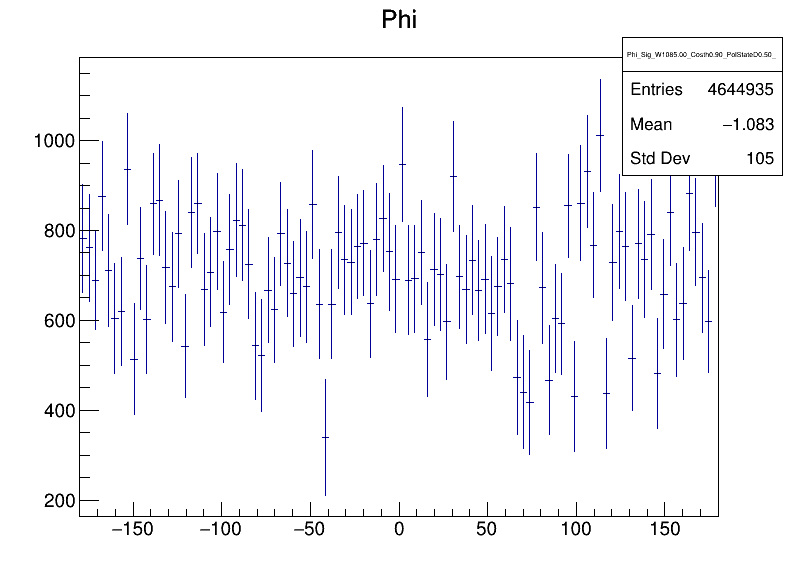 Phi
Phi_Sig_W1085.00_Costh0.90_PolStateD0.50_
Entries 4644935
Mean −1.083
Std Dev 105
1000
800
600
400
200
−150 −100 −50 0 50 100 150